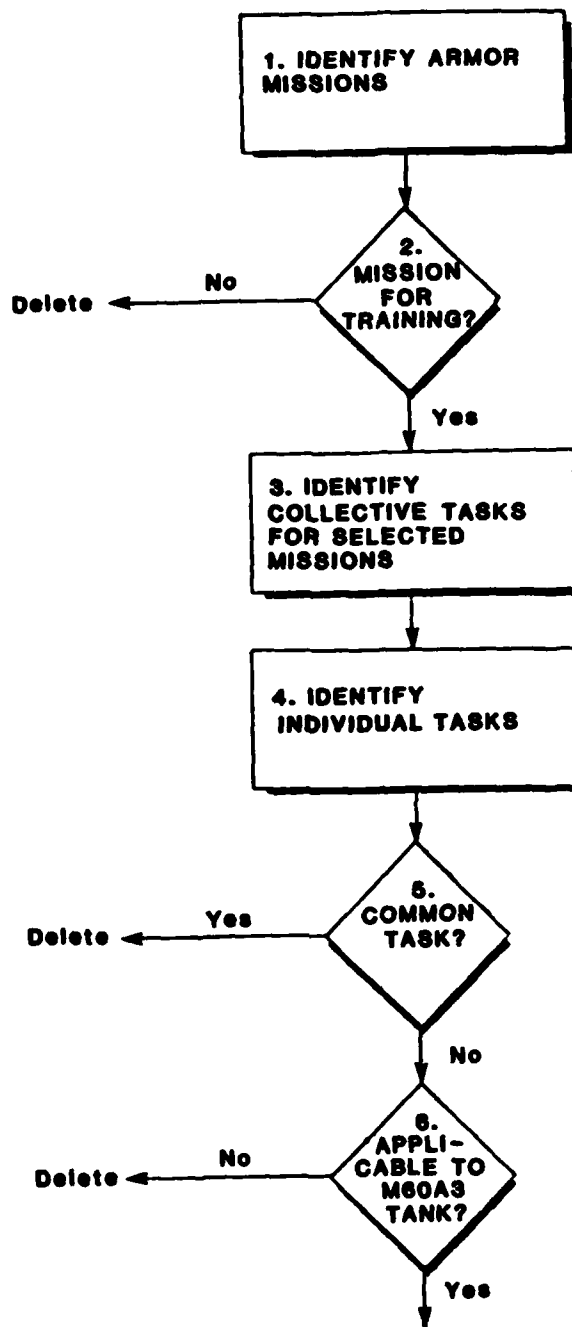 1. IDENTIFY ARMOR
MISSIONS
2.
MISSION
FOR
TRAINING?
No
Delete
Yes
3. IDENTIFY
COLLECTIVE TASKS
FOR SELECTED
MISSIONS
4. IDENTIFY
INDIVIDUAL TASKS
5.
COMMON
TASK?
Yes
Delete
No
6.
APPLI-
CABLE TO
M60A3
TANK?
No
Delete
Yes